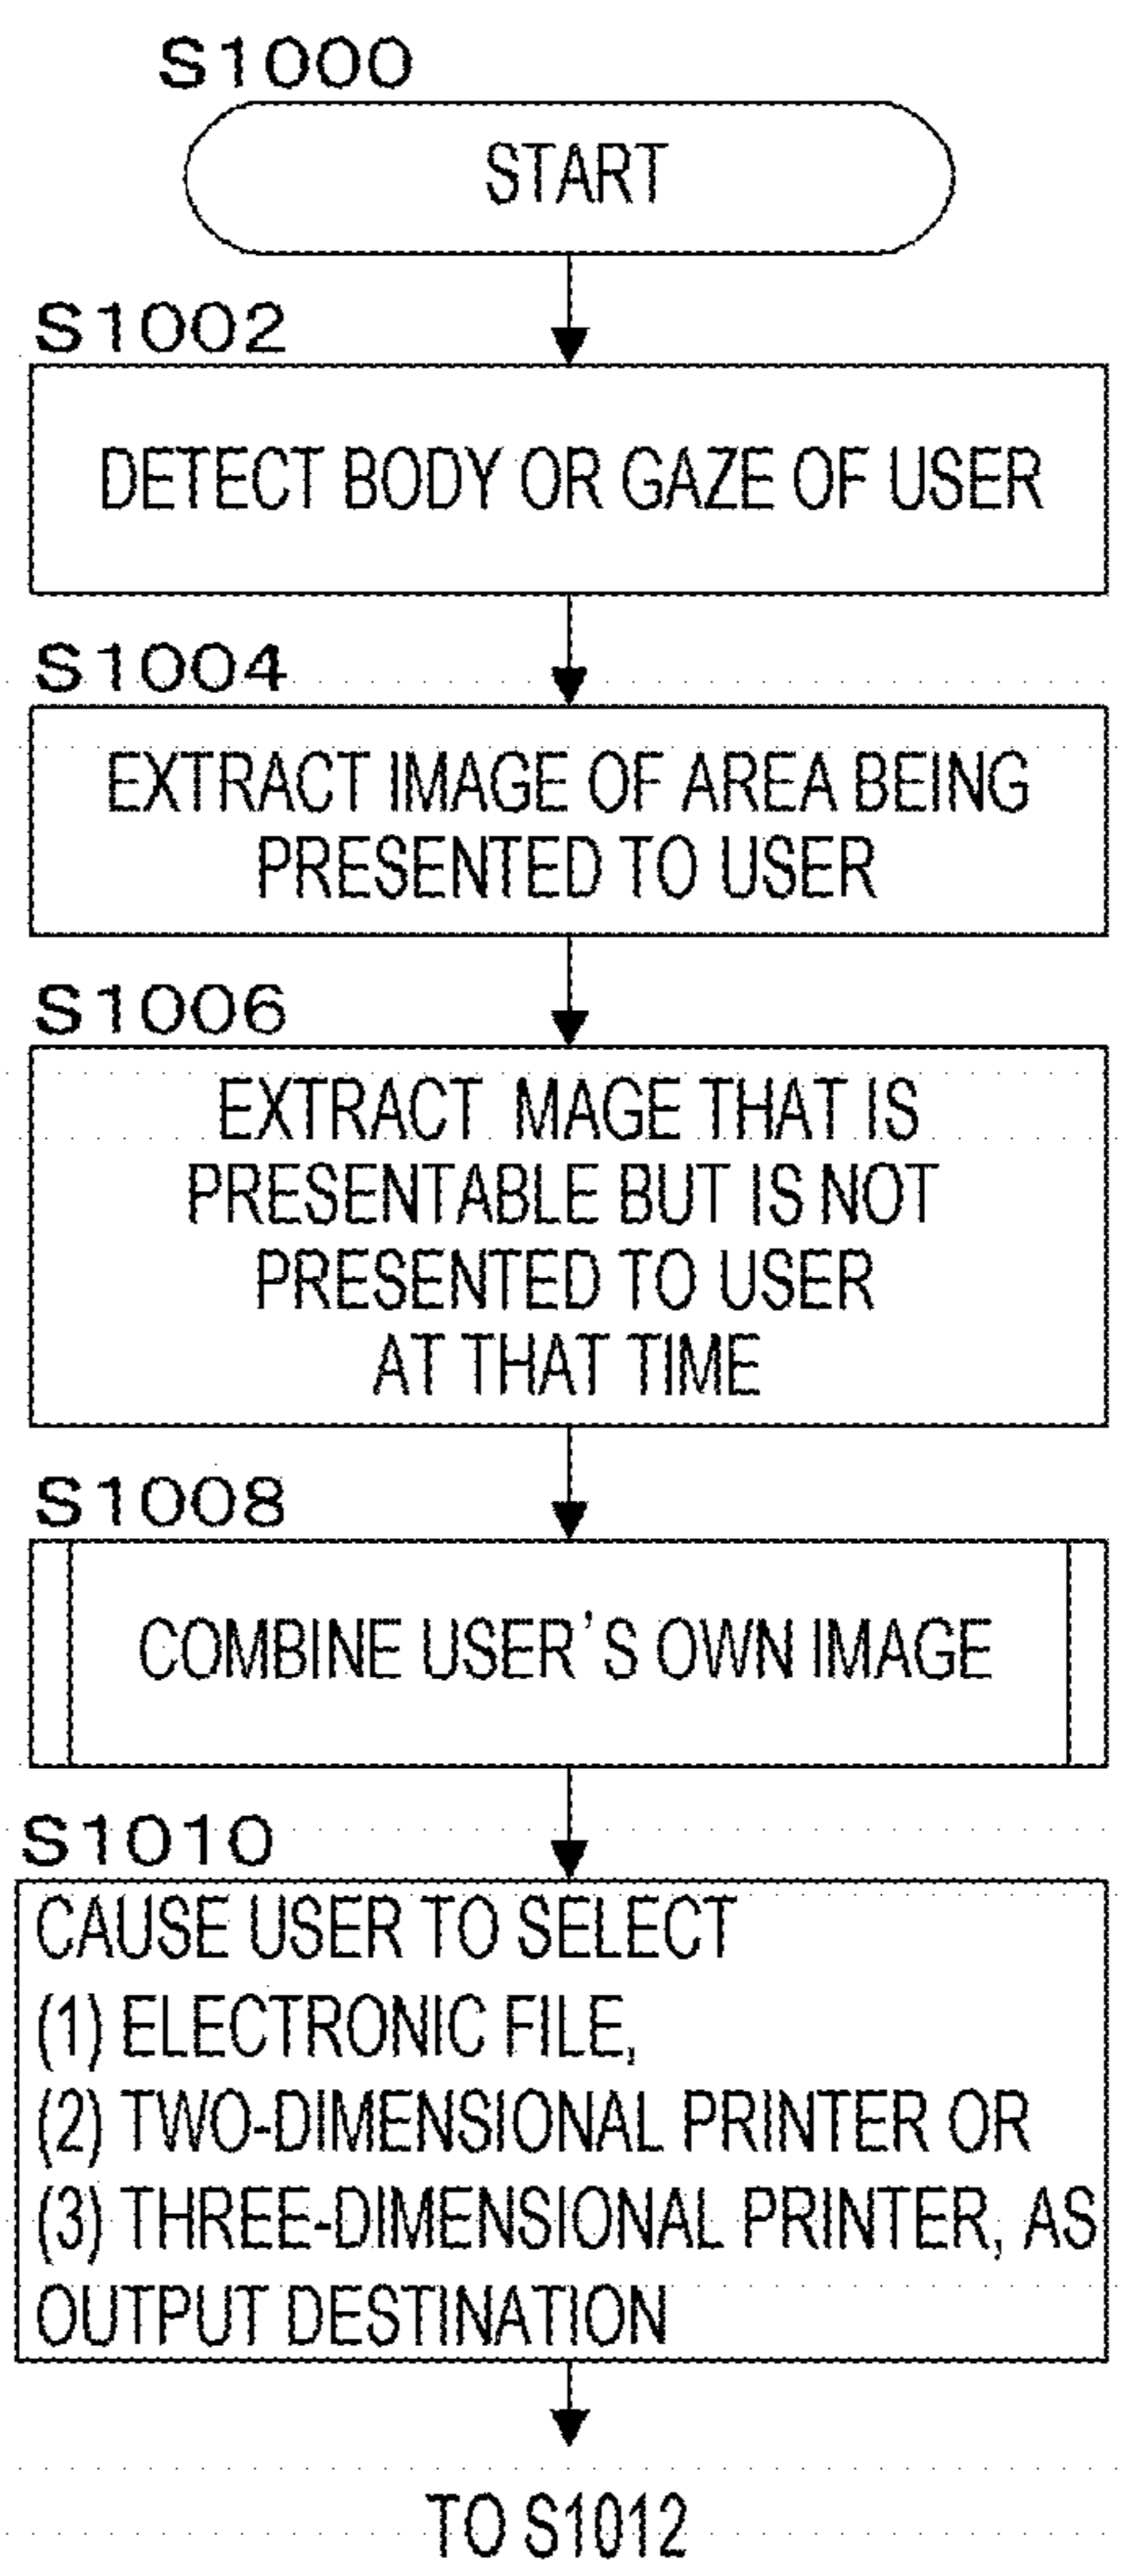 S1000
START
S1002
DETECT BODY OR GAZE OF USER
S1004
EXTRACT IMAGE OF AREA BEING
PRESENTED TO USER
S1006
EXTRACT MAGE THAT IS
PRESENTABLE BUT IS NOT
PRESENTED TO USER
AT THAT TIME
S1008
COMBINE USER'S OWN IMAGE
S1010
CAUSE USER TO SELECT
(1) ELECTRONIC FILE,
(2) TWO-DIMENSIONAL PRINTER OR
(3) THREE-DIMENSIONAL PRINTER, AS
OUTPUT DESTINATION
TO S1012